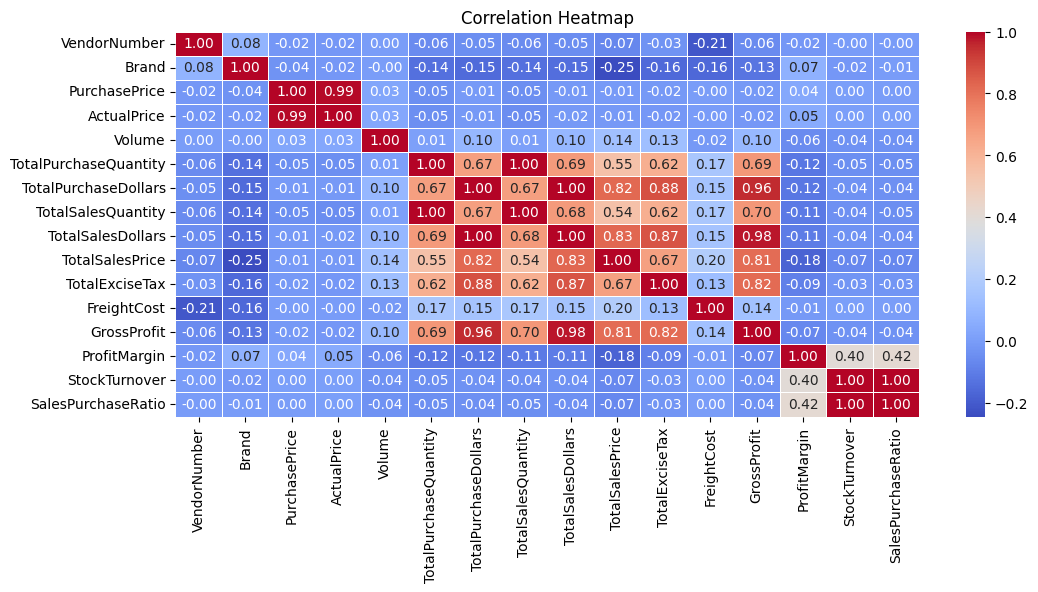 Correlation Heatmap
VendorNumber 1.00 0.08 -0.02 -0.02 0.00 -0.06 -0.05 -0.06 -0.05 -0.07 -0.03 -0.21 -0.06 -0.02 -0.00 -0.00
Brand 0.08 1.00 -0.04 -0.02 -0.00 -0.14 -0.15 -0.14 -0.15 -0.25 -0.16 -0.16 -0.13 0.07 -0.02 -0.01
PurchasePrice -0.02 -0.04 1.00 0.99 0.03 -0.05 -0.01 -0.05 -0.01 -0.01 -0.02 -0.00 -0.02 0.04 0.00 0.00
ActualPrice -0.02 -0.02 0.99 1.00 0.03 -0.05 -0.01 -0.05 -0.02 -0.01 -0.02 -0.00 -0.02 0.05 0.00 0.00
Volume 0.00 -0.00 0.03 0.03 1.00 0.01 0.10 0.01 0.10 0.14 0.13 -0.02 0.10 -0.06 -0.04 -0.04
TotalPurchaseQuantity -0.06 -0.14 -0.05 -0.05 0.01 1.00 0.67 1.00 0.69 0.55 0.62 0.17 0.69 -0.12 -0.05 -0.05
TotalPurchaseDollars -0.05 -0.15 -0.01 -0.01 0.10 0.67 1.00 0.67 1.00 0.82 0.88 0.15 0.96 -0.12 -0.04 -0.04
TotalSalesQuantity -0.06 -0.14 -0.05 -0.05 0.01 1.00 0.67 1.00 0.68 0.54 0.62 0.17 0.70 -0.11 -0.04 -0.05
TotalSalesDollars -0.05 -0.15 -0.01 -0.02 0.10 0.69 1.00 0.68 1.00 0.83 0.87 0.15 0.98 -0.11 -0.04 -0.04
TotalSalesPrice -0.07 -0.25 -0.01 -0.01 0.14 0.55 0.82 0.54 0.83 1.00 0.67 0.20 0.81 -0.18 -0.07 -0.07
TotalExciseTax -0.03 -0.16 -0.02 -0.02 0.13 0.62 0.88 0.62 0.87 0.67 1.00 0.13 0.82 -0.09 -0.03 -0.03
FreightCost -0.21 -0.16 -0.00 -0.00 -0.02 0.17 0.15 0.17 0.15 0.20 0.13 1.00 0.14 -0.01 0.00 0.00
GrossProfit -0.06 -0.13 -0.02 -0.02 0.10 0.69 0.96 0.70 0.98 0.81 0.82 0.14 1.00 -0.07 -0.04 -0.04
ProfitMargin -0.02 0.07 0.04 0.05 -0.06 -0.12 -0.12 -0.11 -0.11 -0.18 -0.09 -0.01 -0.07 1.00 0.40 0.42
StockTurnover -0.00 -0.02 0.00 0.00 -0.04 -0.05 -0.04 -0.04 -0.04 -0.07 -0.03 0.00 -0.04 0.40 1.00 1.00
SalesPurchaseRatio -0.00 -0.01 0.00 0.00 -0.04 -0.05 -0.04 -0.05 -0.04 -0.07 -0.03 0.00 -0.04 0.42 1.00 1.00
VendorNumber
Brand
PurchasePrice
ActualPrice
Volume
TotalPurchaseQuantity
TotalPurchaseDollars
TotalSalesQuantity
TotalSalesDollars
TotalSalesPrice
TotalExciseTax
FreightCost
GrossProfit
ProfitMargin
StockTurnover
SalesPurchaseRatio
1.0
0.8
0.6
0.4
0.2
0.0
−0.2